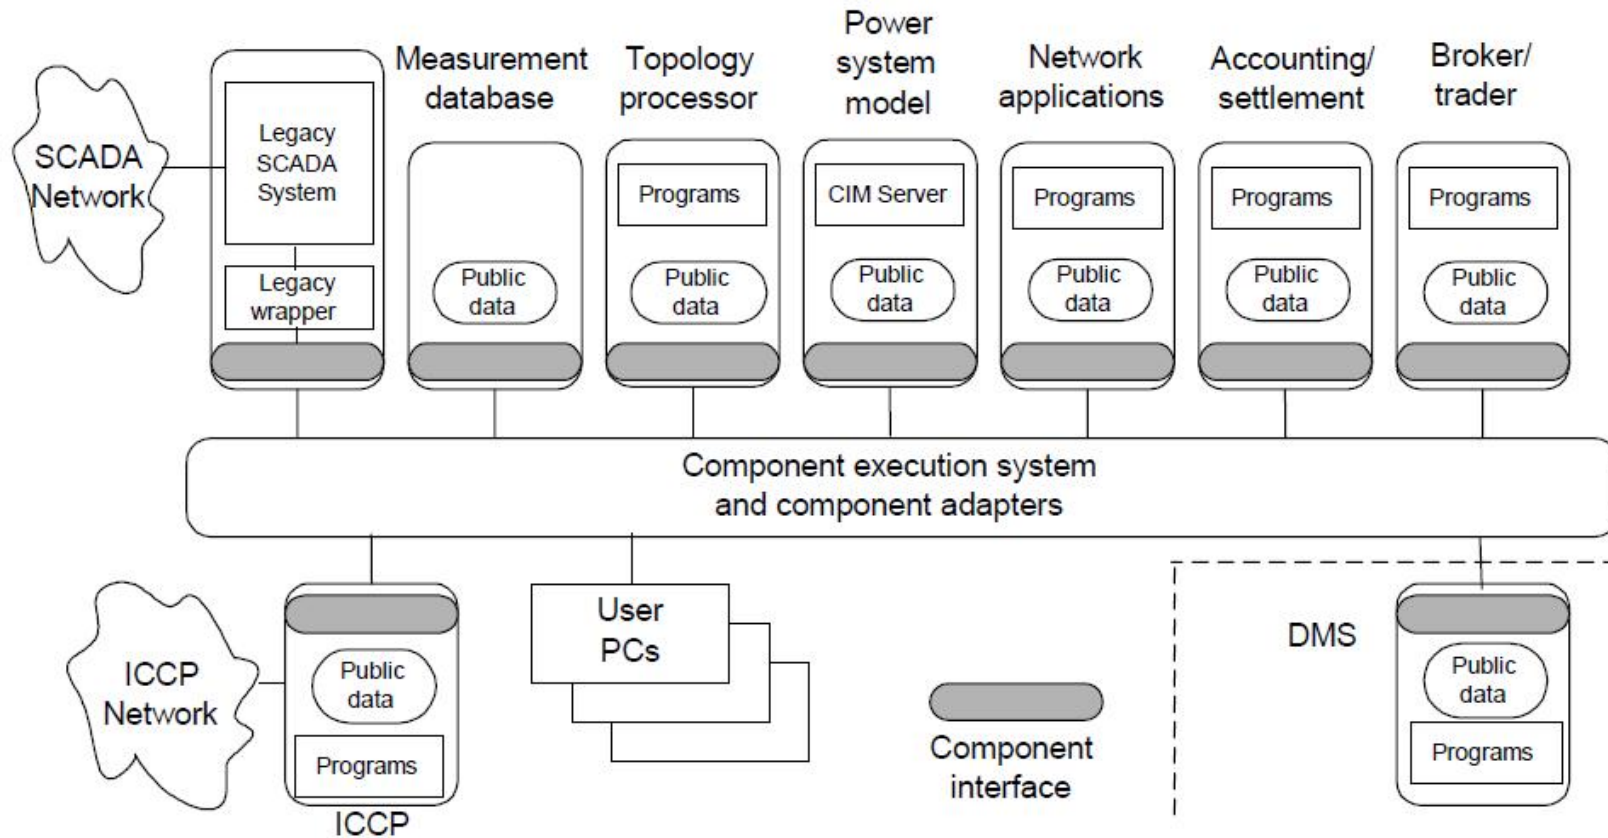 Measurement
database
Topology
processor
Power
system
model
Network
applications
Accounting/
settlement
Broker/
trader
SCADA
Network
Legacy
SCADA
System
Legacy
wrapper
Public
data
Programs
Public
data
CIM Server
Public
data
Programs
Public
data
Programs
Public
data
Programs
Public
data
Component execution system
and component adapters
ICCP
Network
Public
data
Programs
ICCP
User
PCs
Component
interface
DMS
Public
data
Programs